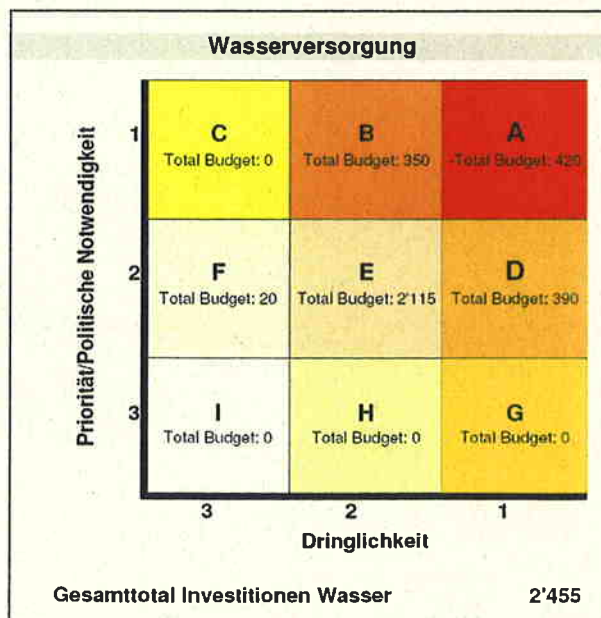 Wasserversorgung
Priorität/Politische Notwendigkeit
1
C
Total Budget: 0
B
Total Budget: 350
A
-Total Budget: 420
2
F
Total Budget: 20
E
Total Budget: 2'115
D
Total Budget: 390
3
I
Total Budget: 0
H
Total Budget: 0
G
Total Budget: 0
3 2 1
Dringlichkeit
Gesamttotal Investitionen Wasser 2'455